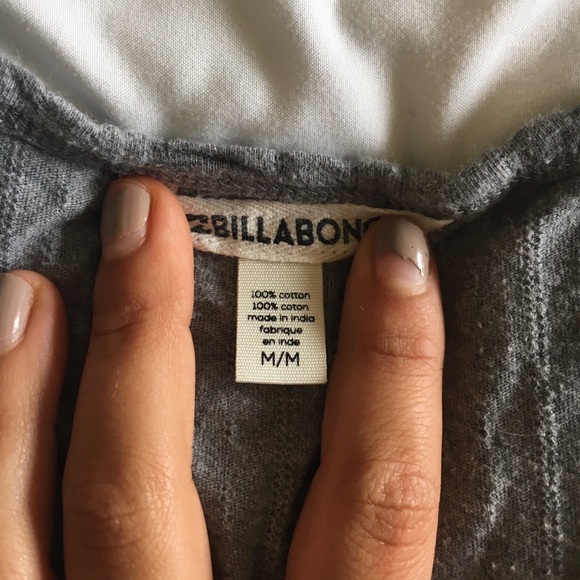 BILLABON
100% cotton
100% coton
made in india
fabrique
en inde
M/M